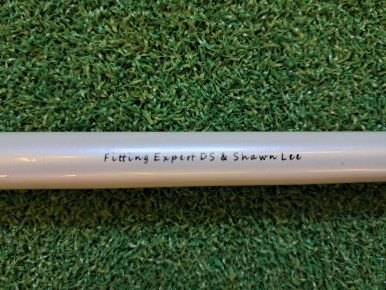 Fitting Expert DS & Shawn Lee